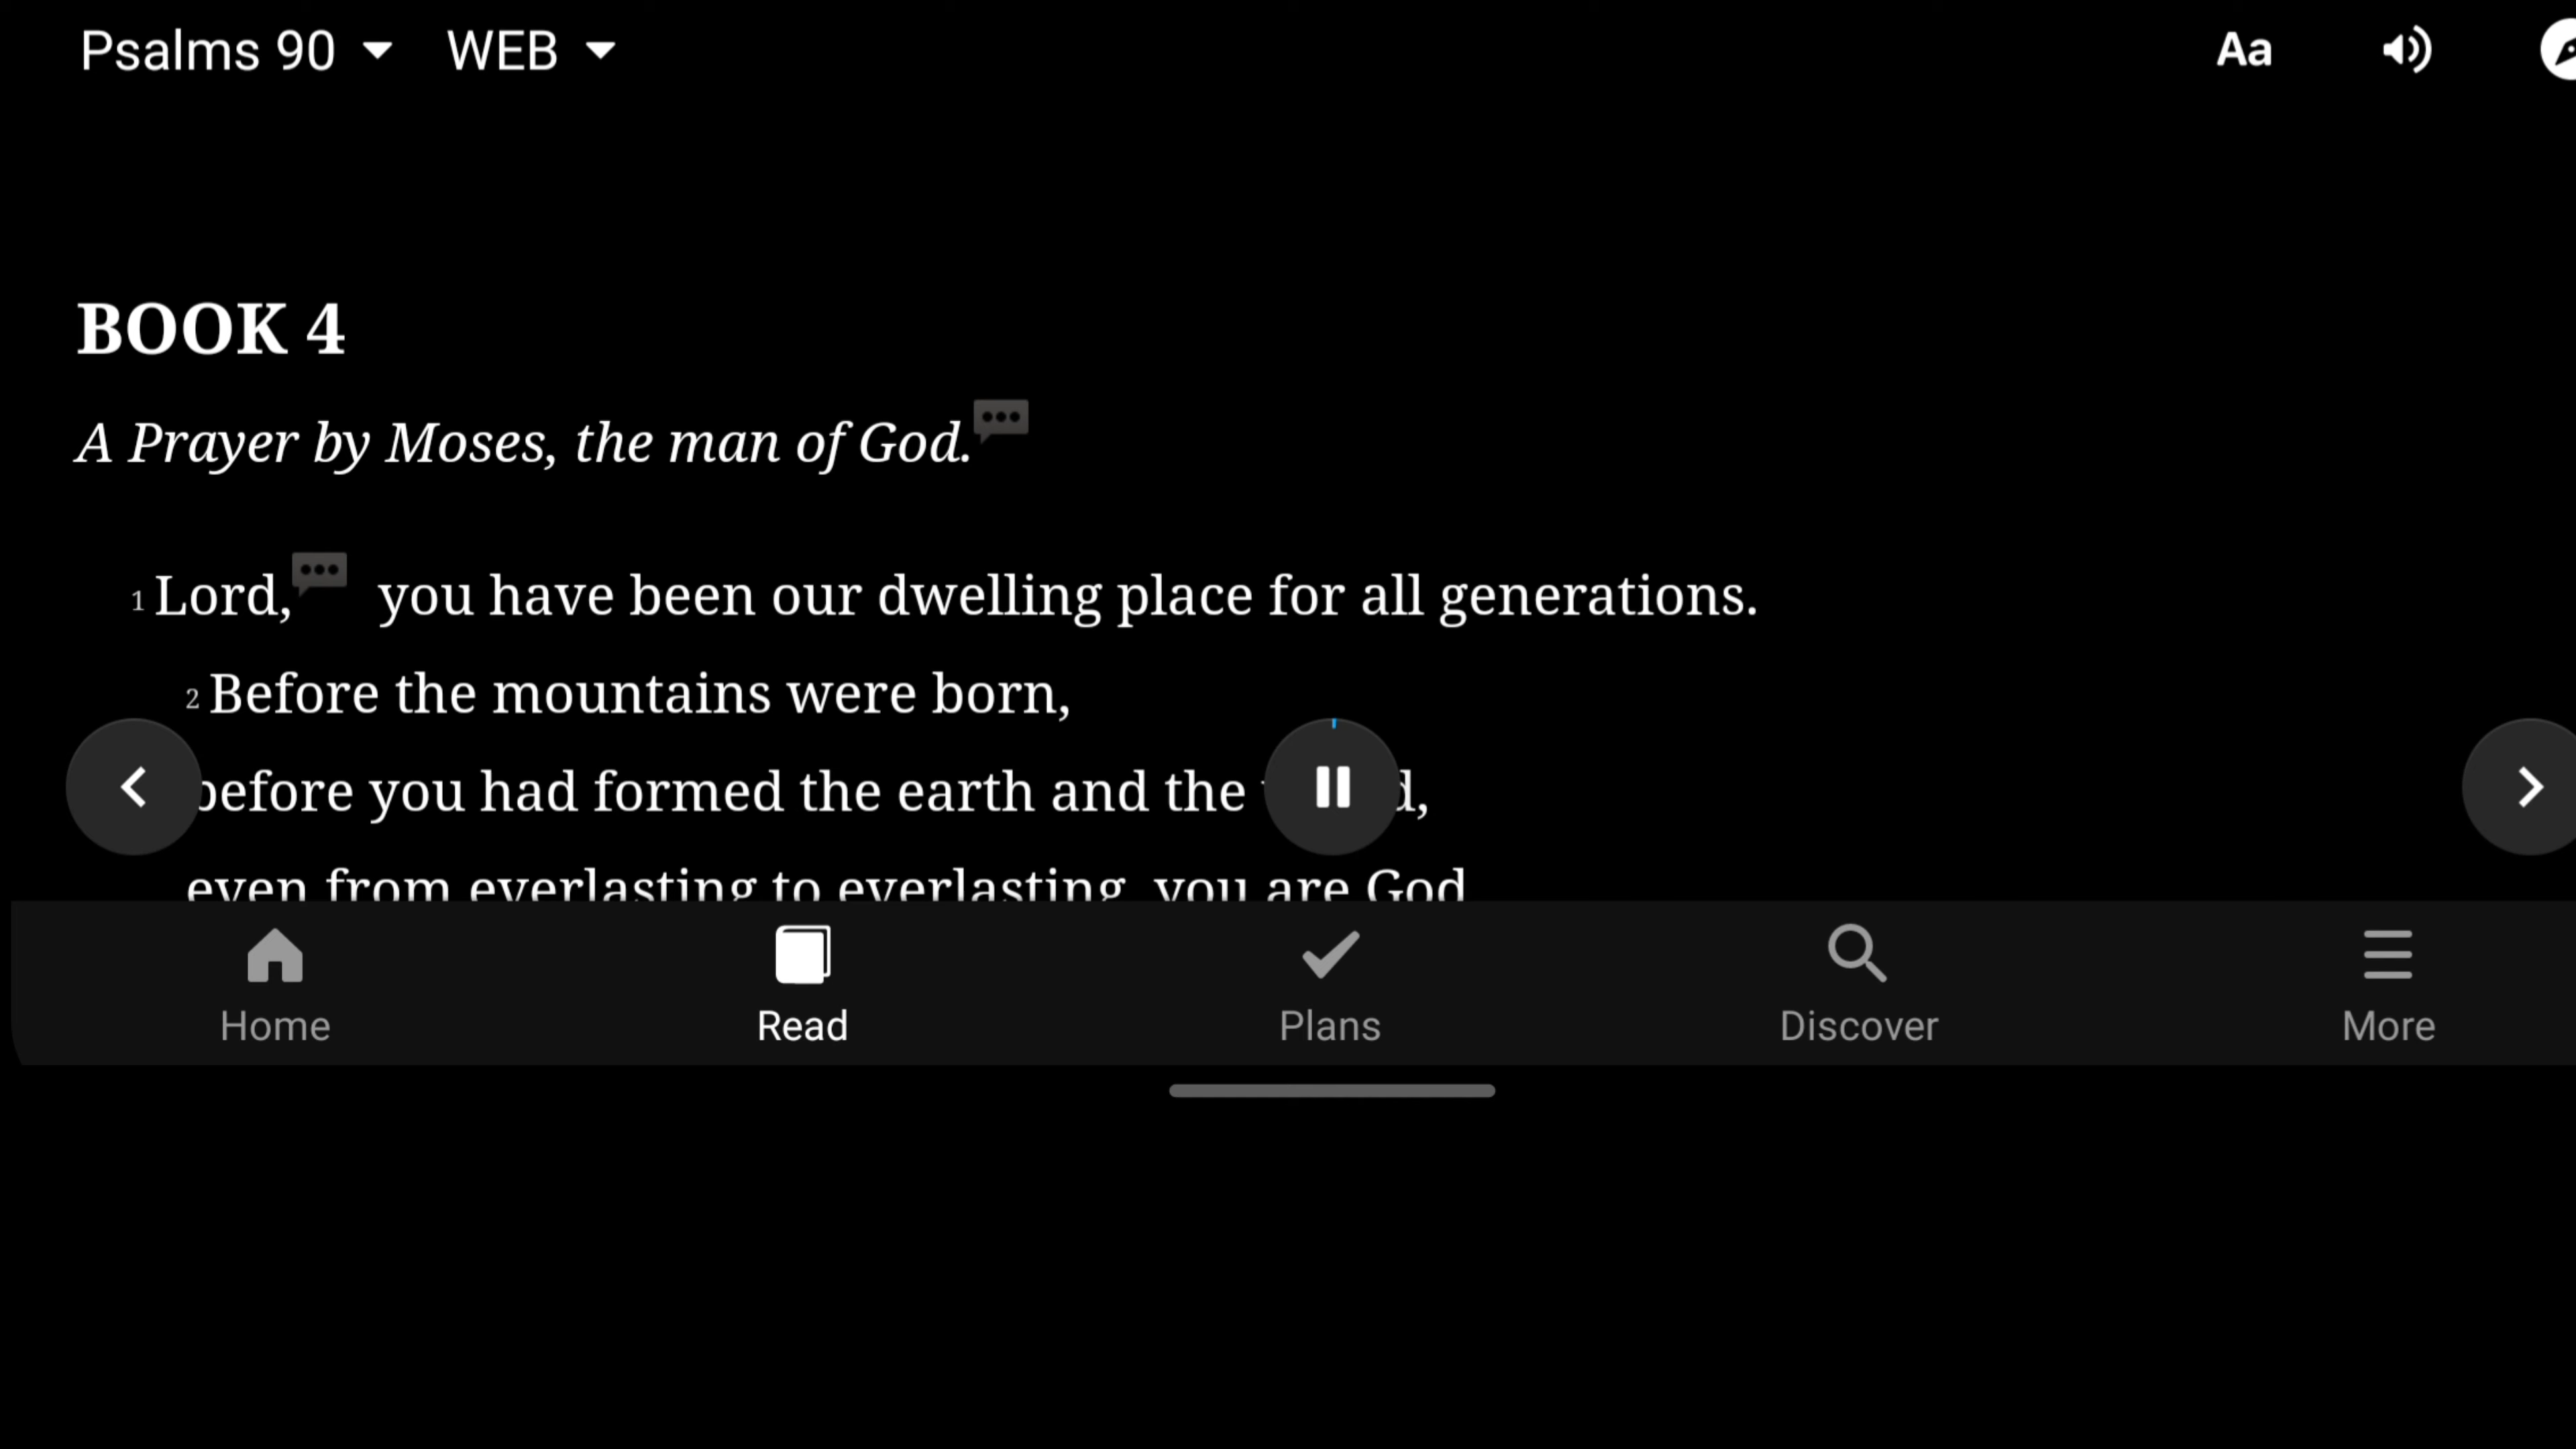 Psalms 90 WEB Aa
BOOK 4
A Prayer by Moses, the man of God.
1 Lord, you have been our dwelling place for all generations.
2 Before the mountains were born,
before you had formed the earth and the
even from everlasting to everlasting, you are God
Home Read Plans Discover More